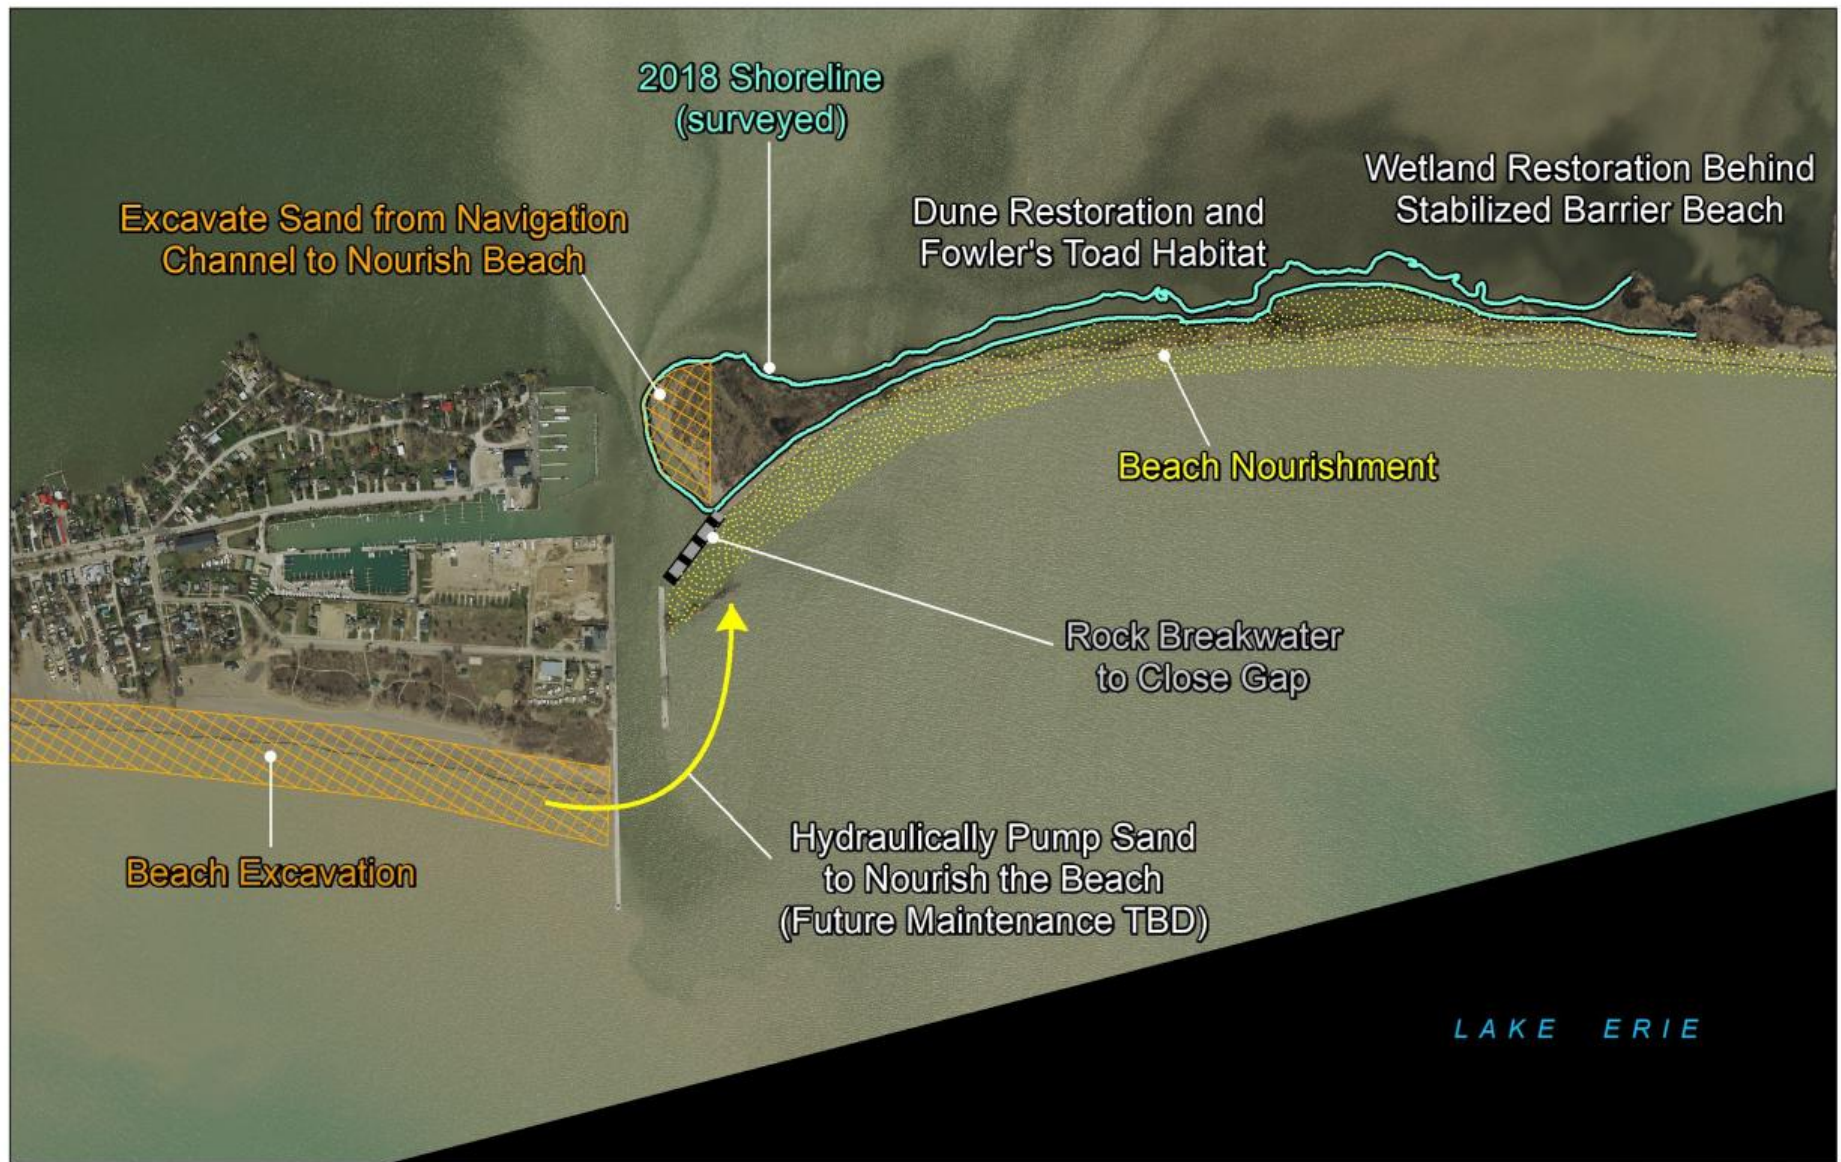 2018 Shoreline
(surveyed)
Wetland Restoration Behind
Stabilized Barrier Beach
Excavate Sand from Navigation
Channel to Nourish Beach
Dune Restoration and
Fowler's Toad Habitat
Beach Nourishment
Rock Breakwater
to Close Gap
Hydraulically Pump Sand
to Nourish the Beach
(Future Maintenance TBD)
Beach Excavation
LAKE ERIE